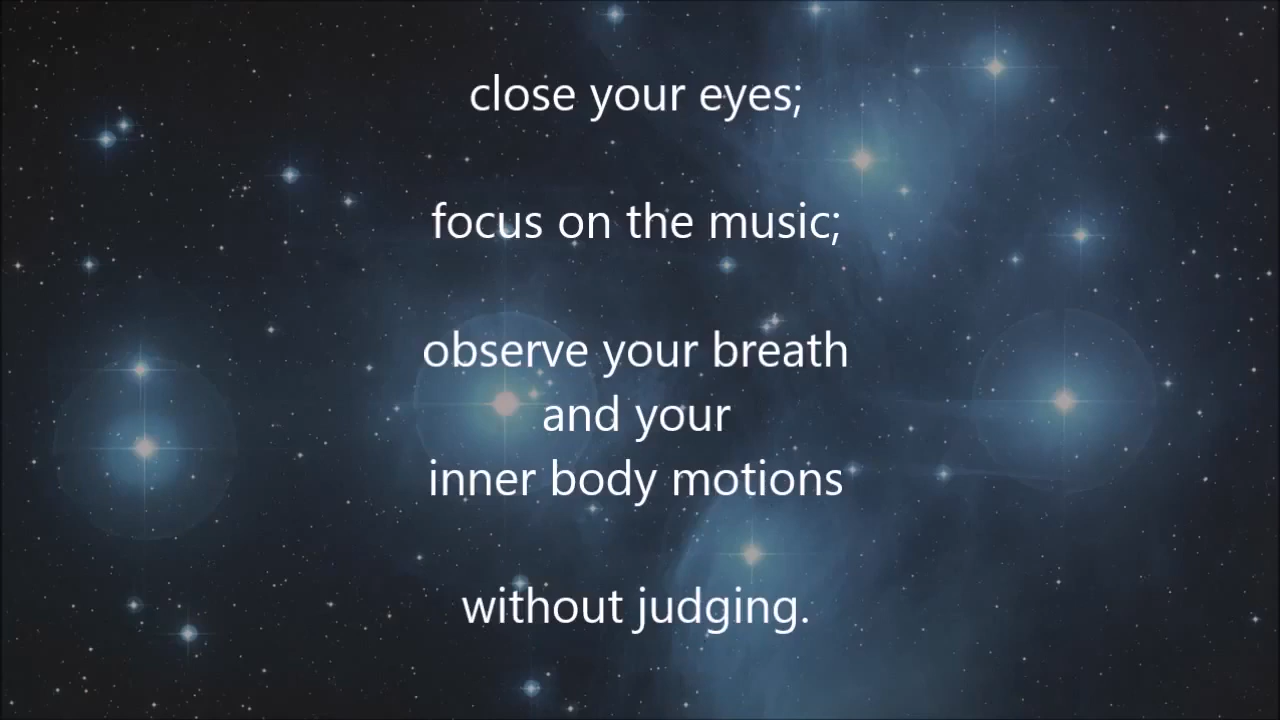 close your eyes;
focus on the music;
observe your breath
and your
inner body motions
without judging.